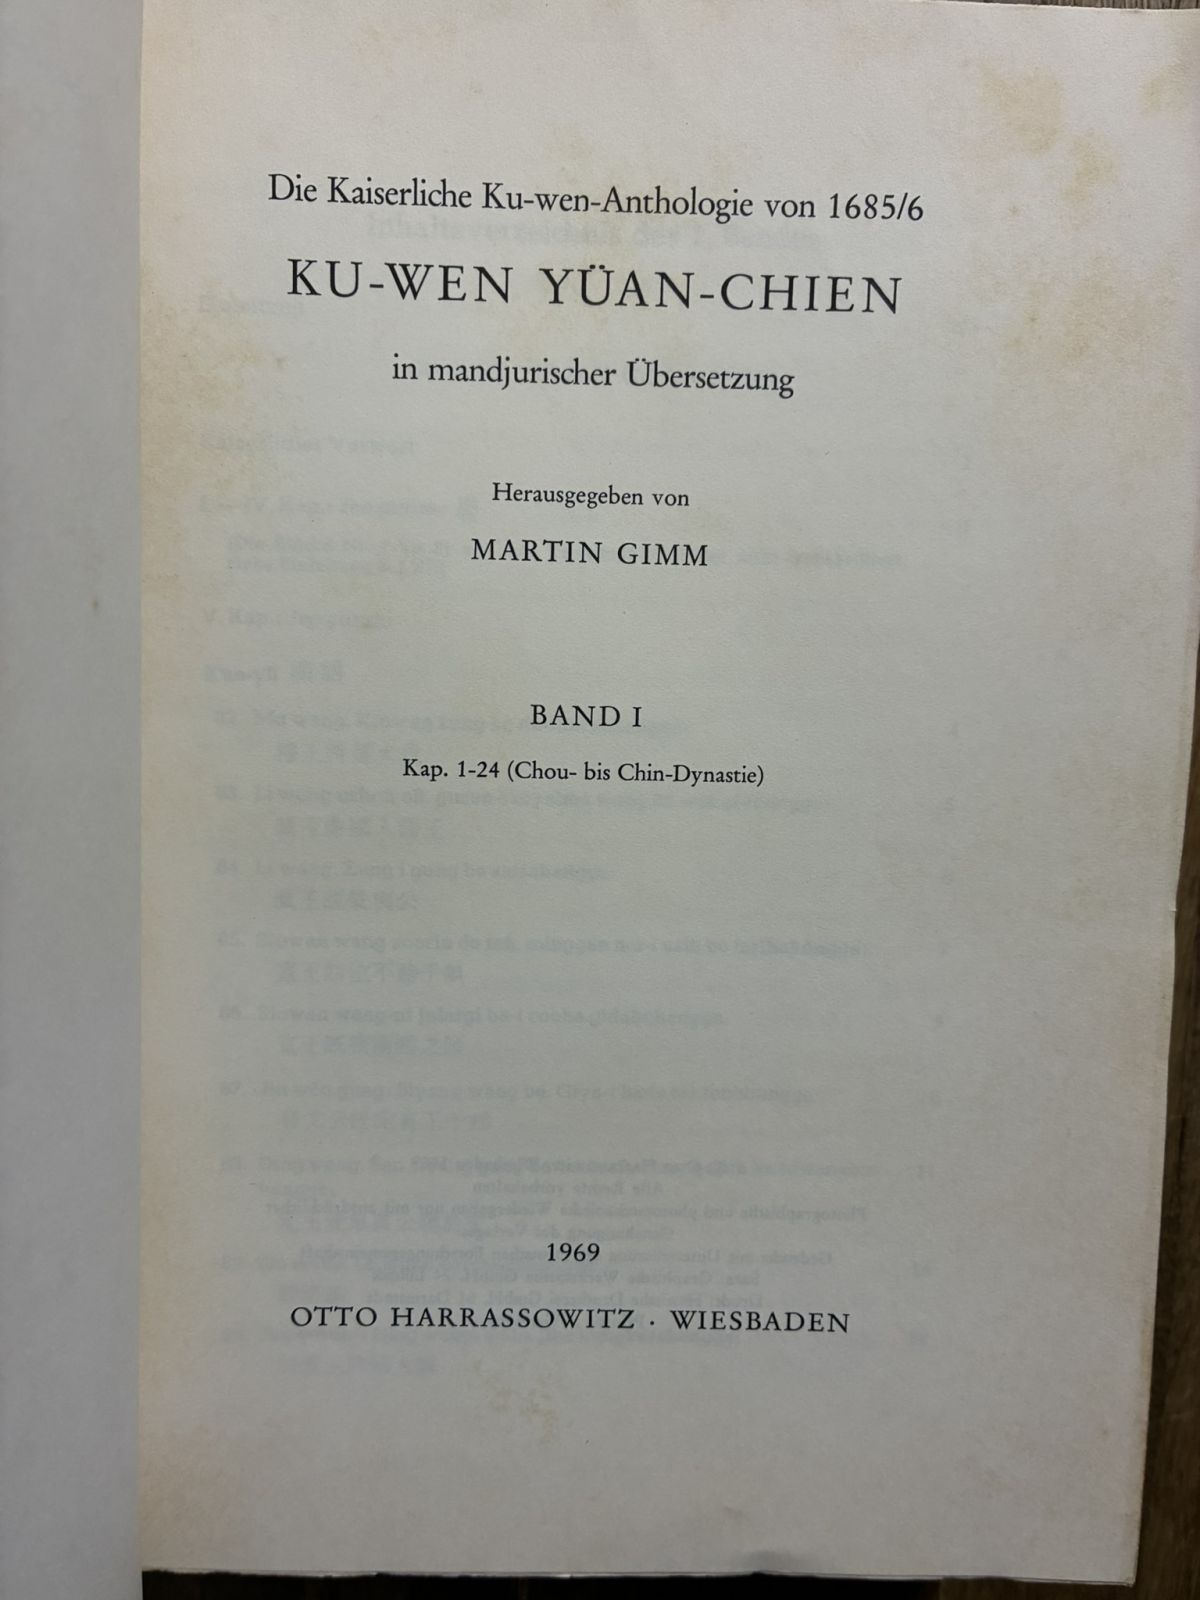 Die Kaiserliche Ku-wen-Anthologie von 1685/6
KU-WEN YÜAN-CHIEN
in mandjurischer Übersetzung
Herausgegeben von
MARTIN GIMM
BAND I
Kap. 1-24 (Chou- bis Chin-Dynastie)
1969
OTTO HARRASSOWITZ · WIESBADEN